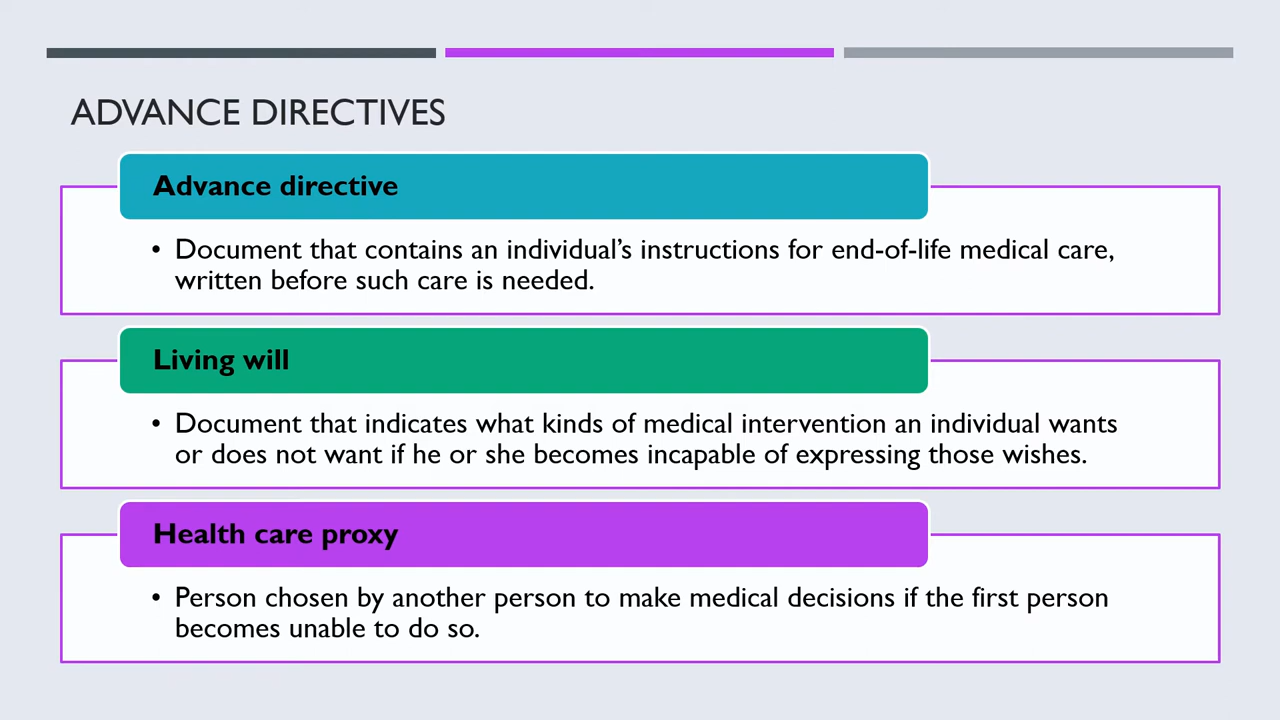 ADVANCE DIRECTIVES
Advance directive
• Document that contains an individual’s instructions for end-of-life medical care,
written before such care is needed.
Living will
• Document that indicates what kinds of medical intervention an individual wants
or does not want if he or she becomes incapable of expressing those wishes.
Health care proxy
• Person chosen by another person to make medical decisions if the first person
becomes unable to do so.